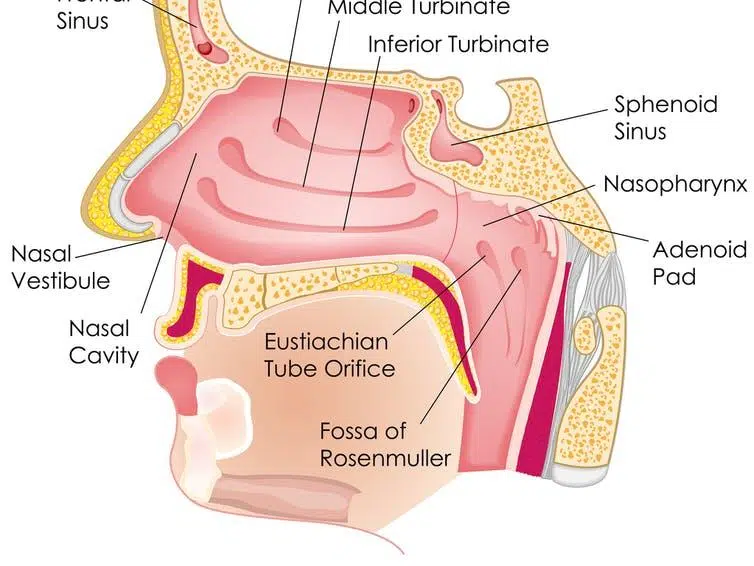 Sinus
Middle Turbinate
Inferior Turbinate
Sphenoid
Sinus
Nasopharynx
Adenoid
Pad
Nasal
Vestibule
Nasal
Cavity
Eustiachian
Tube Orifice
Fossa of
Rosenmuller